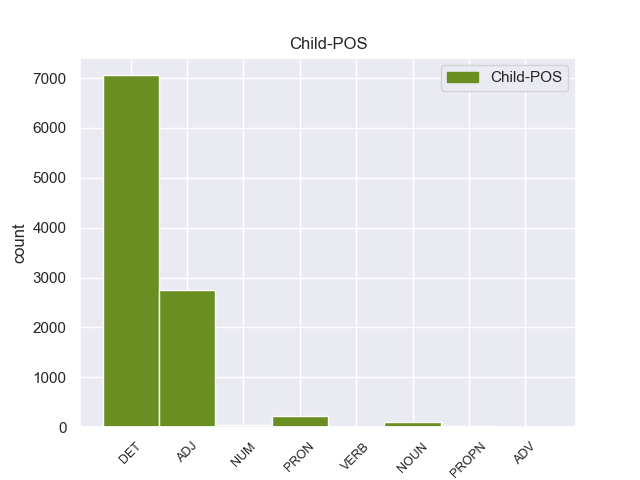 Child-POS
Child-POS
count
7000
6000
5000
4000
3000
2000
1000
0
DET
ADJ
NUM
PRON
VERB
NOUN
PROPN
ADV